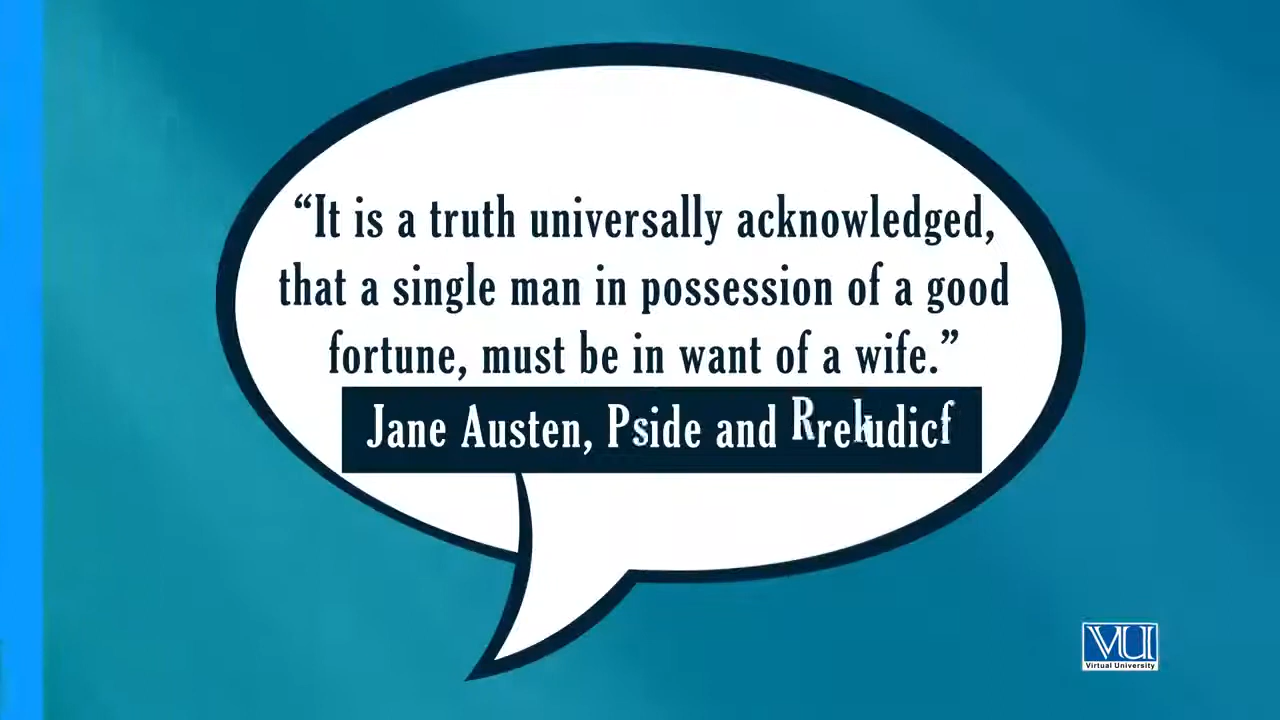 “It is a truth universally acknowledged,
that a single man in possession of a good
fortune, must be in want of a wife.”
Jane Austen, Pside and Rrekudicf
VU
Virtual University